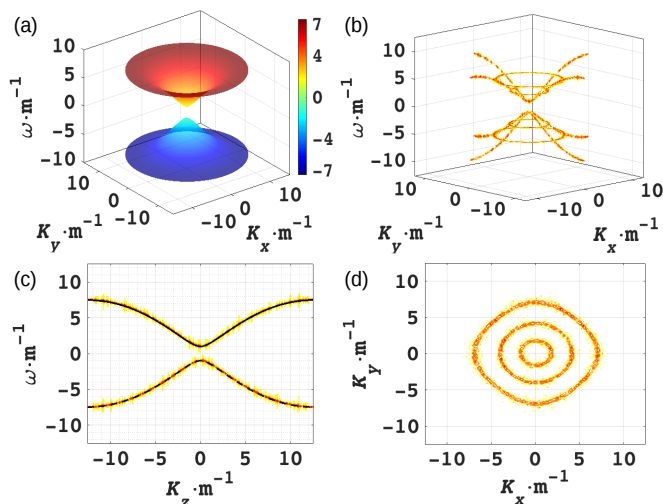 (a)
10
5
0
−5
−10
ω·m⁻¹
10
0
−10
K_y·m⁻¹
−10
0
10
K_x·m⁻¹
7
4
0
−4
−7
(b)
10
5
0
−5
−10
ω·m⁻¹
10
0
−10
K_y·m⁻¹
−10
0
10
K_x·m⁻¹
(c)
10
5
0
−5
−10
ω·m⁻¹
−10 −5 0 5 10
K_z·m⁻¹
(d)
10
5
0
−5
−10
K_y·m⁻¹
−10 −5 0 5 10
K_x·m⁻¹